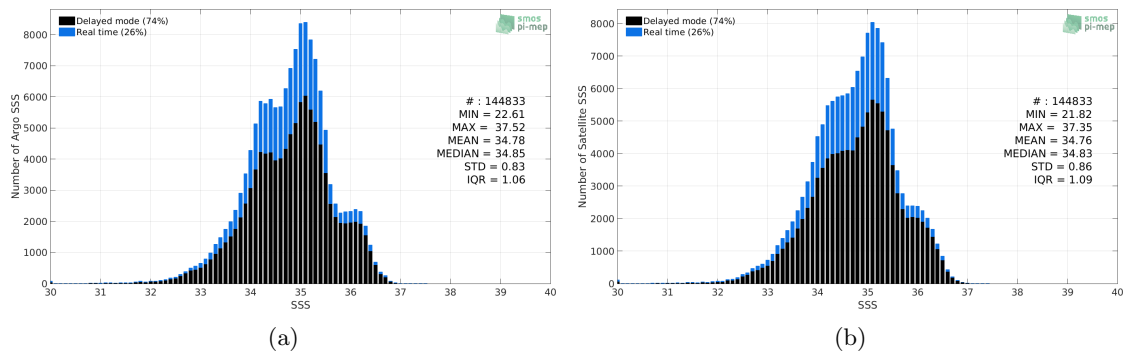 Delayed mode (74%)
Real time (26%)
smos
pi-mep
# : 144833
MIN = 22.61
MAX = 37.52
MEAN = 34.78
MEDIAN = 34.85
STD = 0.83
IQR = 1.06
Number of Argo SSS
8000
7000
6000
5000
4000
3000
2000
1000
0
30 31 32 33 34 35 36 37 38 39 40
SSS
(a)
Delayed mode (74%)
Real time (26%)
smos
pi-mep
# : 144833
MIN = 21.82
MAX = 37.35
MEAN = 34.76
MEDIAN = 34.83
STD = 0.86
IQR = 1.09
Number of Satellite SSS
8000
7000
6000
5000
4000
3000
2000
1000
0
30 31 32 33 34 35 36 37 38 39 40
SSS
(b)